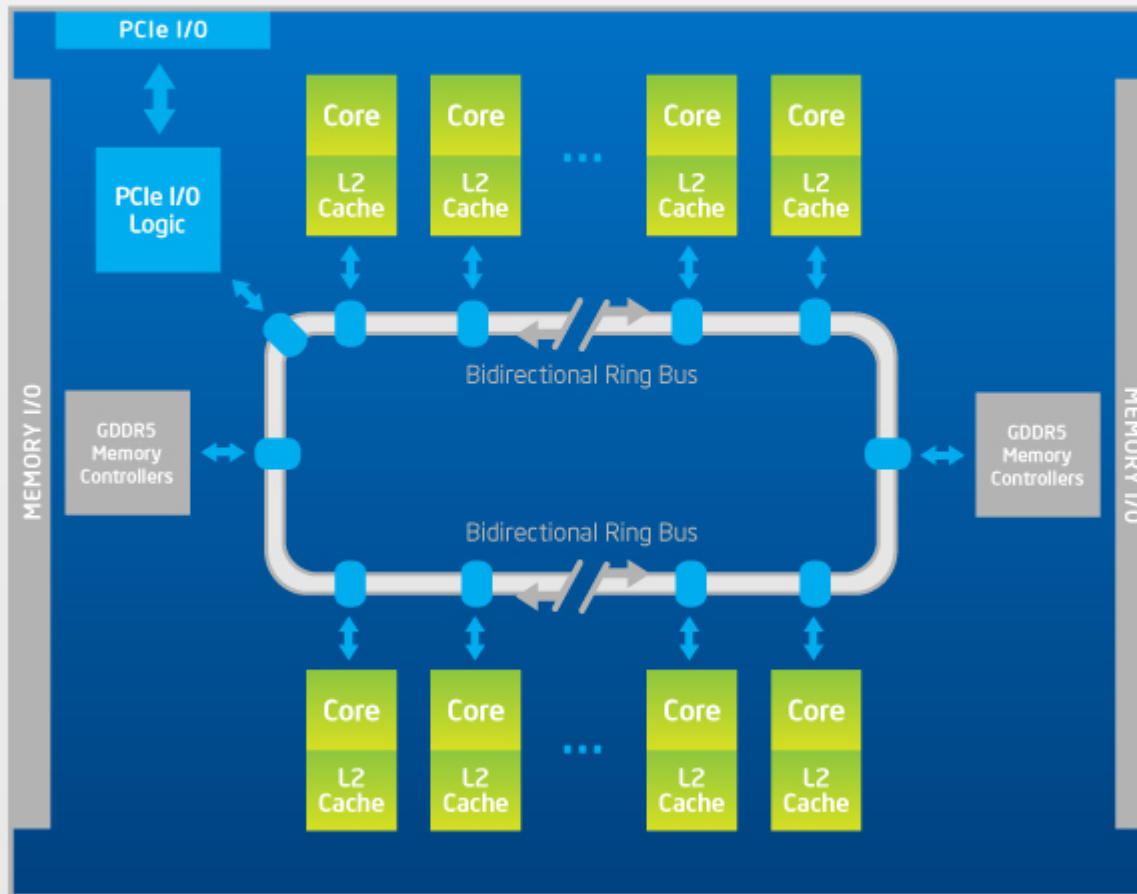 PCIe I/O
PCIe I/O
Logic
Core
L2
Cache
Core
L2
Cache
...
Core
L2
Cache
Core
L2
Cache
MEMORY I/O
GDDR5
Memory
Controllers
Bidirectional Ring Bus
Bidirectional Ring Bus
GDDR5
Memory
Controllers
MEMORY I/O
Core
L2
Cache
Core
L2
Cache
...
Core
L2
Cache
Core
L2
Cache